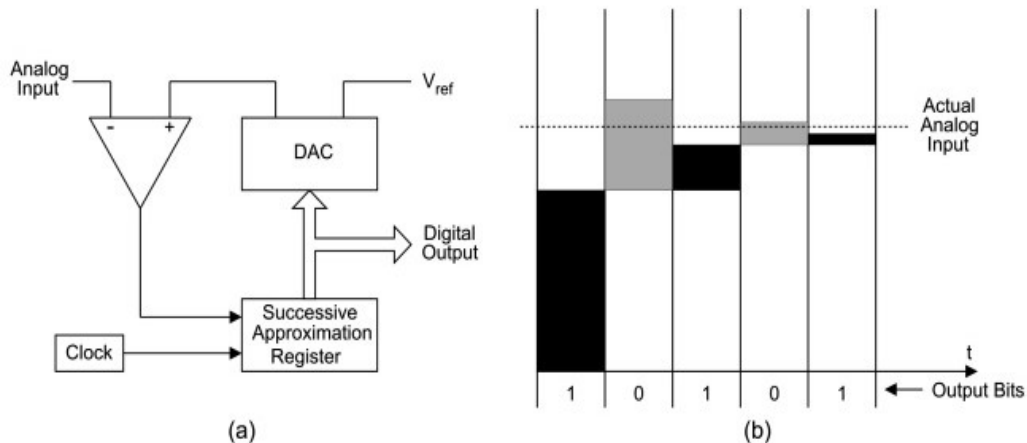 Analog
Input
V_ref
-
+
DAC
Digital
Output
Successive
Approximation
Register
Clock
(a)
Actual
Analog
Input
t
1 0 1 0 1
Output Bits
(b)